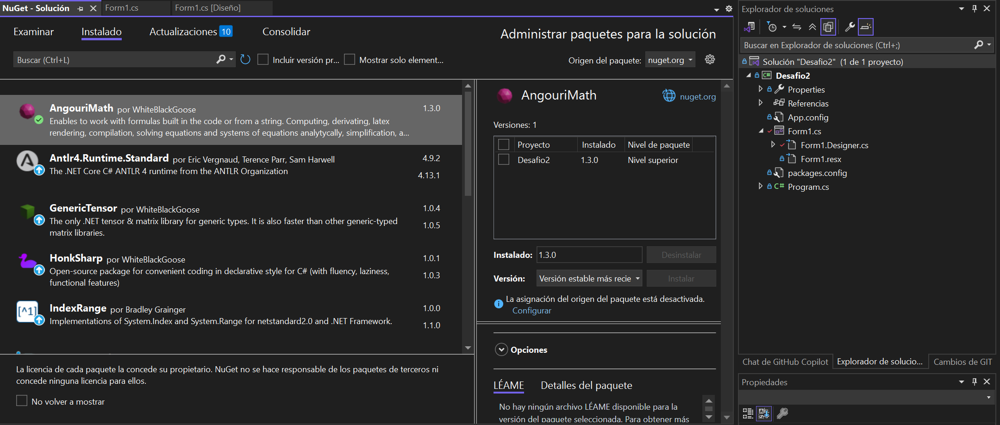 NuGet - Solución
Form1.cs
Form1.cs [Diseño]
Examinar
Instalado
Actualizaciones 10
Consolidar
Administrar paquetes para la solución
Buscar (Ctrl+L)
Incluir versión pr...
Mostrar solo element...
Origen del paquete:
nuget.org
AngouriMath por WhiteBlackGoose
1.3.0
Enables to work with formulas built in the code or from a string. Computing, derivating, latex
rendering, compilation, solving equations and systems of equations analytycally, simplification, a...
Antlr4.Runtime.Standard por Eric Vergnaud, Terence Parr, Sam Harwell
4.9.2
The .NET Core C# ANTLR 4 runtime from the ANTLR Organization
4.13.1
GenericTensor por WhiteBlackGoose
1.0.4
The only .NET tensor & matrix library for generic types. It is also faster than other generic-typed
matrix libraries.
1.0.5
HonkSharp por WhiteBlackGoose
1.0.1
Open-source package for convenient coding in declarative style for C# (with fluency, laziness,
functional features)
1.0.3
[^1]
IndexRange por Bradley Grainger
1.0.0
Implementations of System.Index and System.Range for netstandard2.0 and .NET Framework.
1.1.0
La licencia de cada paquete la concede su propietario. NuGet no se hace responsable de los paquetes de terceros ni
concede ninguna licencia para ellos.
No volver a mostrar
AngouriMath
nuget.org
Versiones: 1
Proyecto
Instalado
Nivel de paquete
Desafio2
1.3.0
Nivel superior
Instalado:
1.3.0
Desinstalar
Versión:
Versión estable más recie
Instalar
La asignación del origen del paquete está desactivada.
Configurar
Opciones
LÉAME
Detalles del paquete
No hay ningún archivo LÉAME disponible para la
versión del paquete seleccionada. Para obtener más
Explorador de soluciones
Buscar en Explorador de soluciones (Ctrl+;)
Solución "Desafio2" (1 de 1 proyecto)
C# Desafio2
Properties
Referencias
App.config
Form1.cs
Form1.Designer.cs
Form1.resx
packages.config
C# Program.cs
Chat de GitHub Copilot
Explorador de solucio...
Cambios de GIT
Propiedades